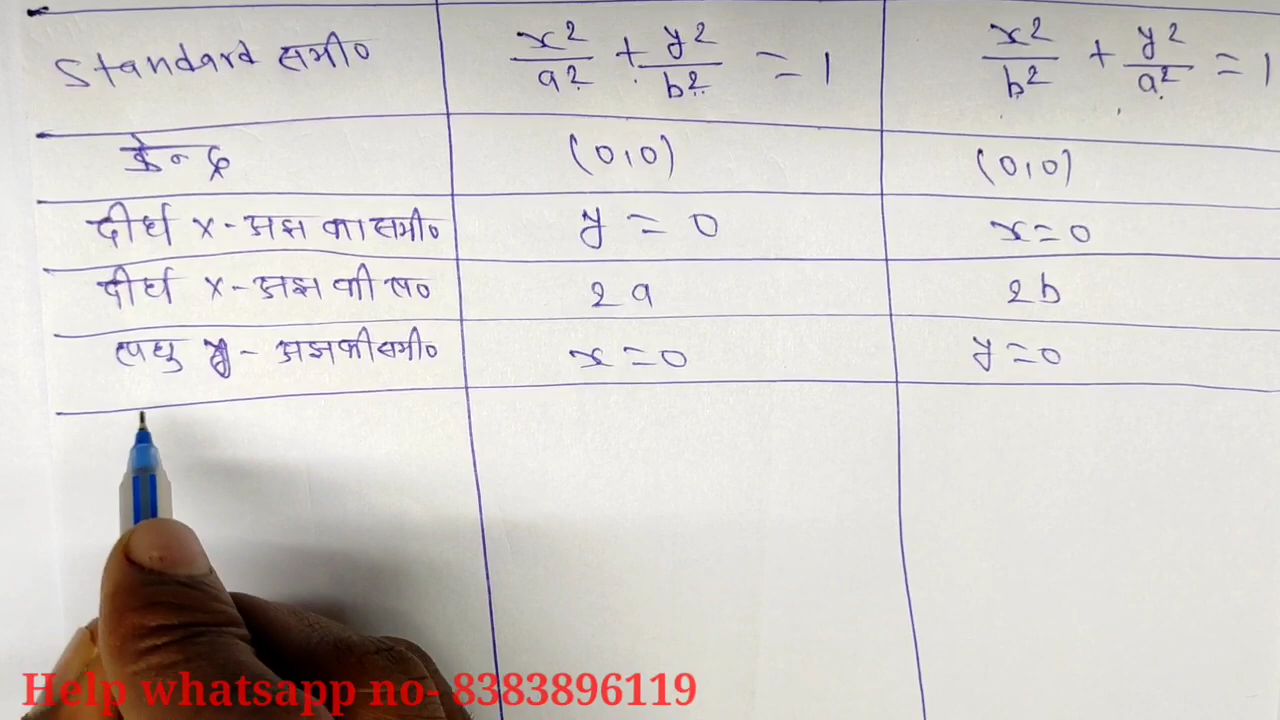 Standard समी० x²/a² + y²/b² = 1 x²/b² + y²/a² = 1
केन्द्र (0,0) (0,0)
दीर्घ x-अक्ष का समी० y = 0 x=0
दीर्घ x-अक्ष की ल० 2a 2b
लघु y-अक्ष की समी० x=0 y=0
Help whatsapp no- 8383896119